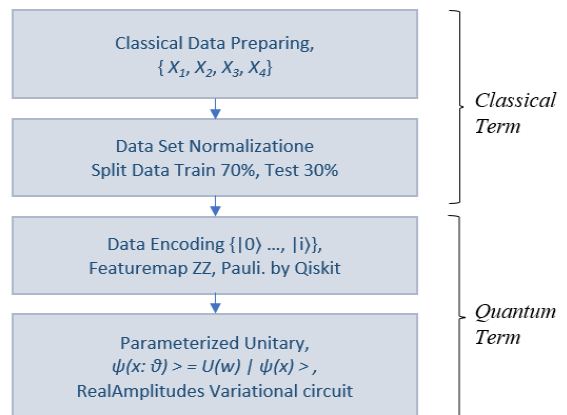 Classical Data Preparing,
{ X₁, X₂, X₃, X₄}
Classical
Term
Data Set Normalizatione
Split Data Train 70%, Test 30%
Data Encoding {|0⟩ ..., |i⟩},
Featuremap ZZ, Pauli. by Qiskit
Quantum
Term
Parameterized Unitary,
ψ(x: ϑ) > = U(w) | ψ(x) > ,
RealAmplitudes Variational circuit